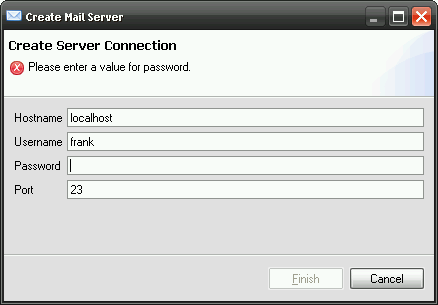 Create Mail Server
Create Server Connection
Please enter a value for password.
Hostname localhost
Username frank
Password
Port 23
Finish Cancel